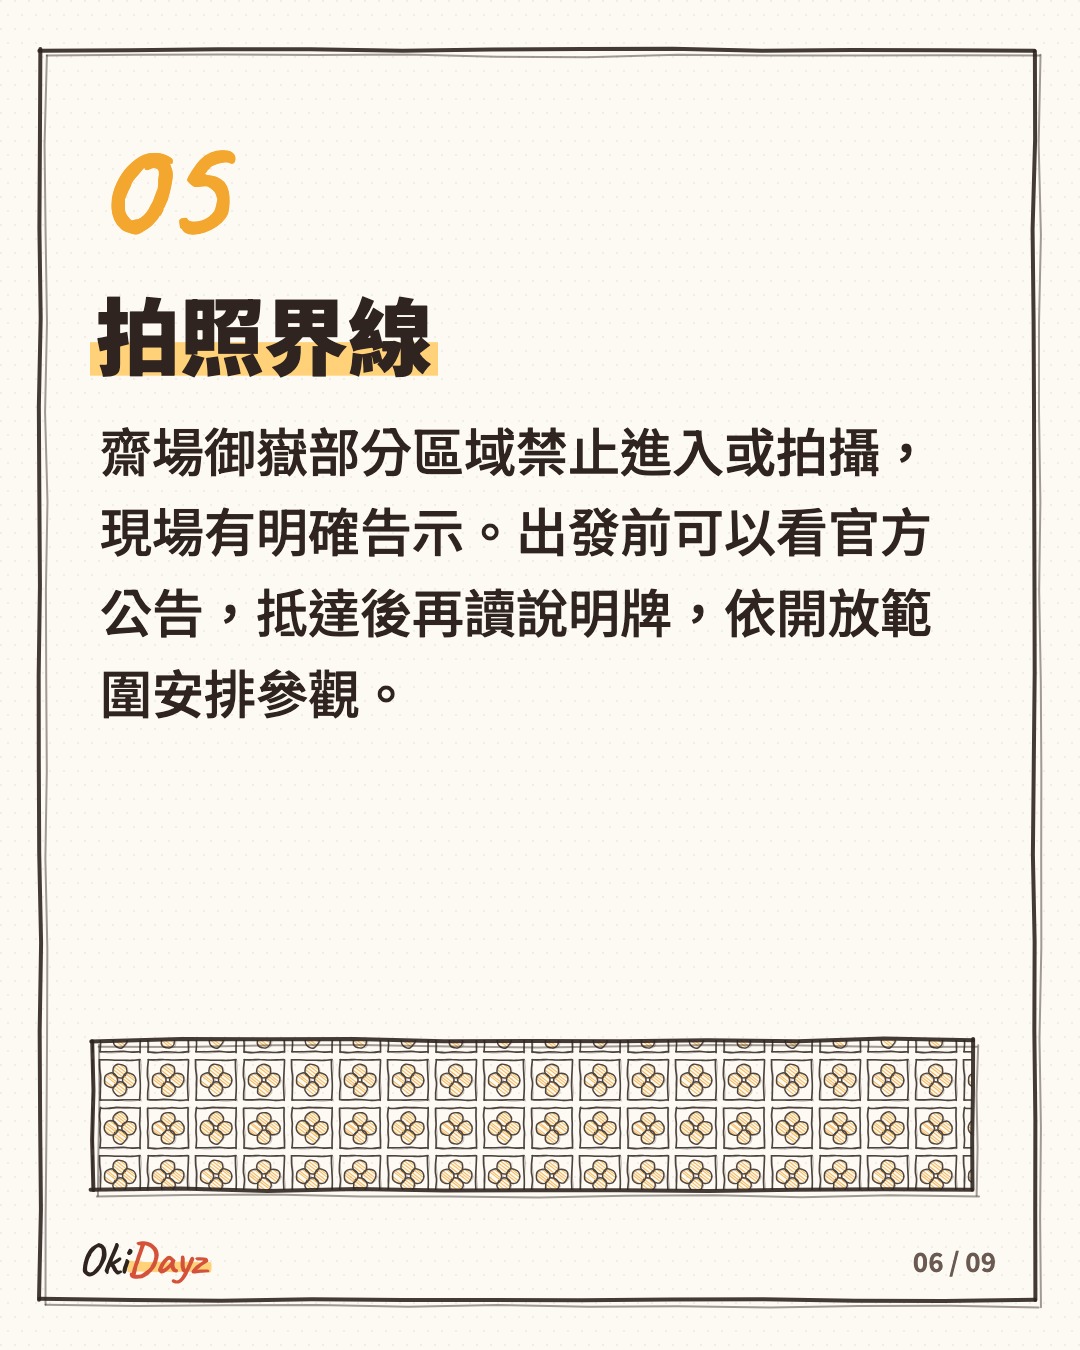 05
拍照界線
齋場御嶽部分區域禁止進入或拍攝，
現場有明確告示。出發前可以看官方
公告，抵達後再讀說明牌，依開放範
圍安排參觀。
OkiDayz
06 / 09